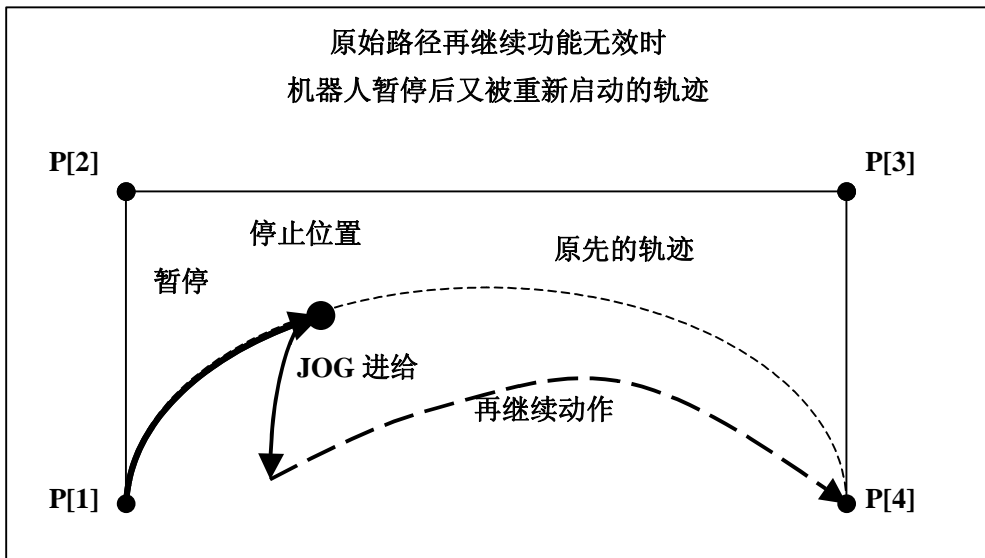 原始路径再继续功能无效时
机器人暂停后又被重新启动的轨迹
P[2]
P[3]
停止位置
原先的轨迹
暂停
JOG 进给
再继续动作
P[1]
P[4]